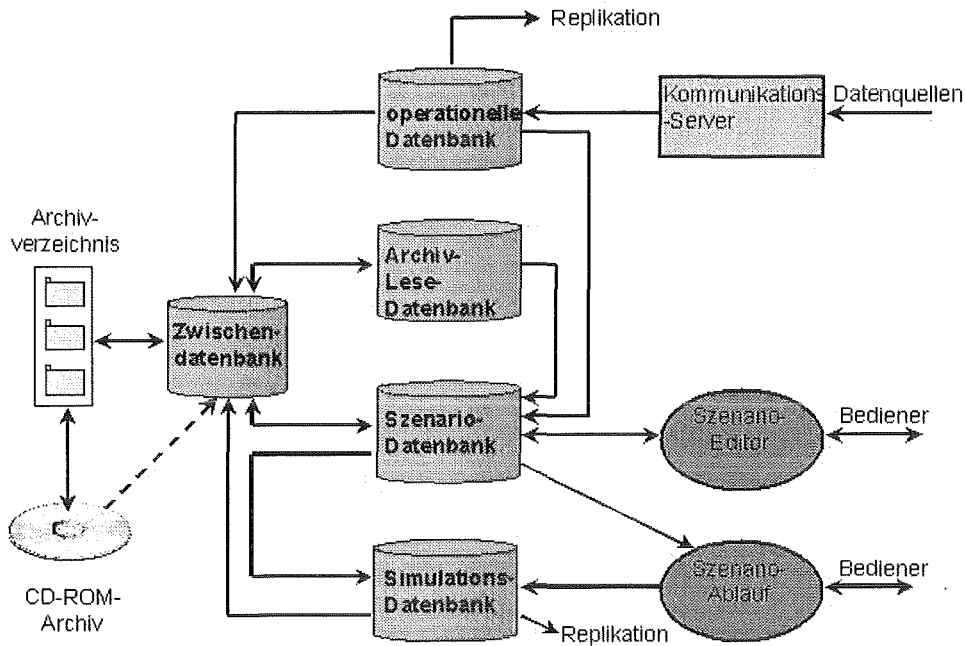 Replikation
operationelle
Datenbank
Kommunikations
-Server
Datenquellen
Archiv-
verzeichnis
Archiv-
Lese-
Datenbank
Zwischen-
datenbank
Szenario-
Datenbank
Szenario-
Editor
Bediener
CD-ROM-
Archiv
Simulations-
Datenbank
Szenario-
Ablauf
Bediener
Replikation